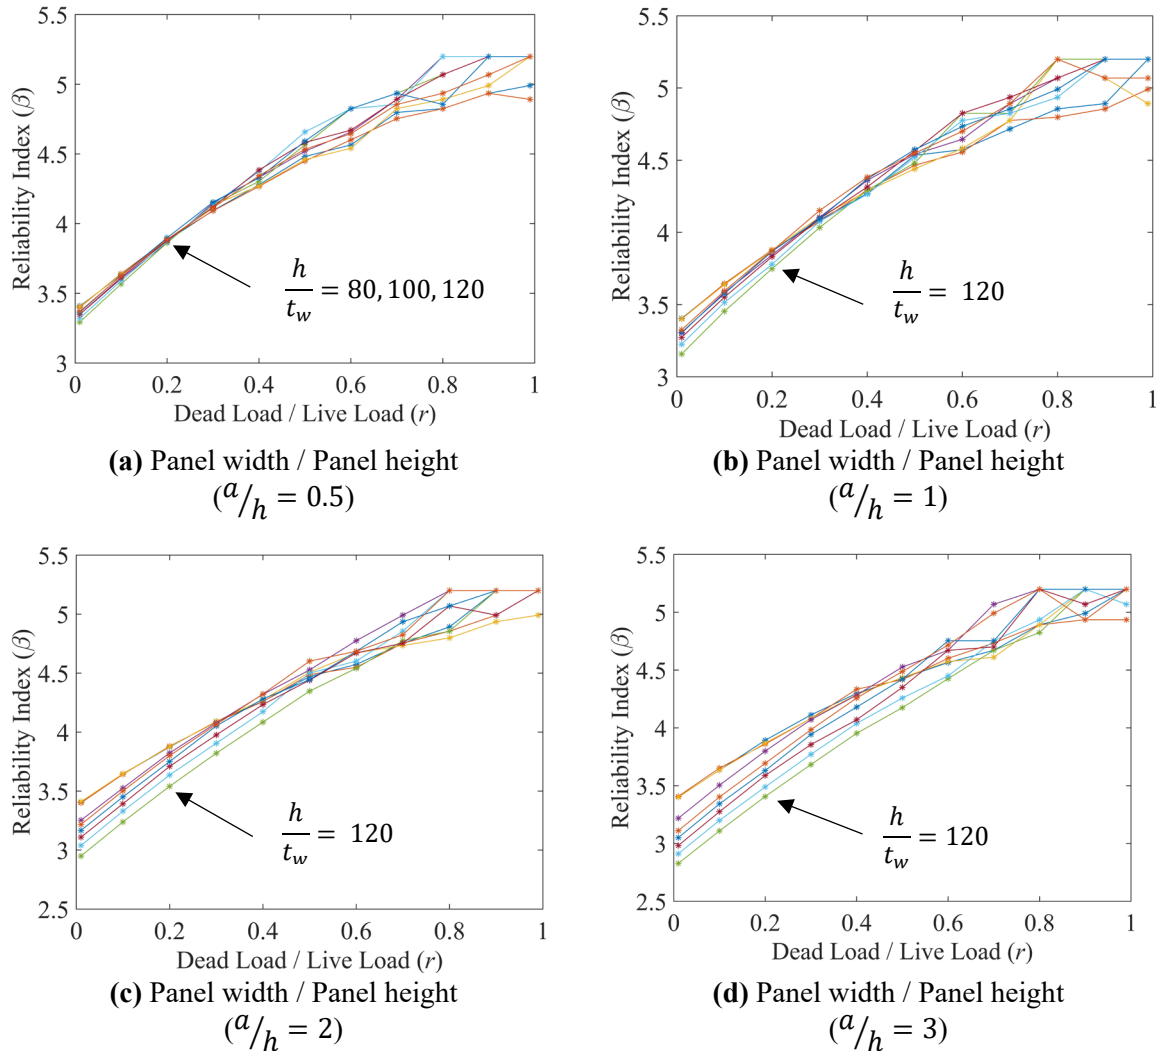 5.5
5
4.5
4
3.5
3
Reliability Index (β)
0 0.2 0.4 0.6 0.8 1
Dead Load / Live Load (r)
h/t_w = 80, 100, 120
(a) Panel width / Panel height
(a/h = 0.5)
5.5
5
4.5
4
3.5
3
Reliability Index (β)
0 0.2 0.4 0.6 0.8 1
Dead Load / Live Load (r)
h/t_w = 120
(b) Panel width / Panel height
(a/h = 1)
5.5
5
4.5
4
3.5
3
2.5
Reliability Index (β)
0 0.2 0.4 0.6 0.8 1
Dead Load / Live Load (r)
h/t_w = 120
(c) Panel width / Panel height
(a/h = 2)
5.5
5
4.5
4
3.5
3
2.5
Reliability Index (β)
0 0.2 0.4 0.6 0.8 1
Dead Load / Live Load (r)
h/t_w = 120
(d) Panel width / Panel height
(a/h = 3)